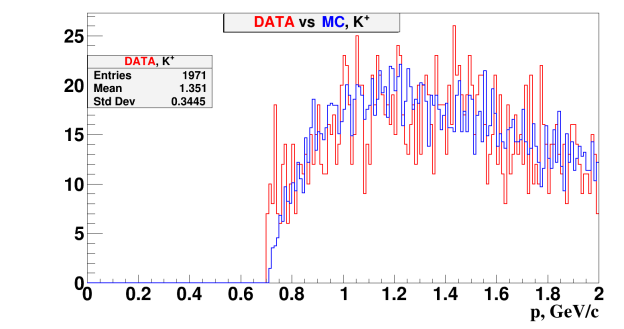 DATA vs MC, K⁺
DATA, K⁺
Entries 1971
Mean 1.351
Std Dev 0.3445
25
20
15
10
5
0
0 0.2 0.4 0.6 0.8 1 1.2 1.4 1.6 1.8 2
p, GeV/c